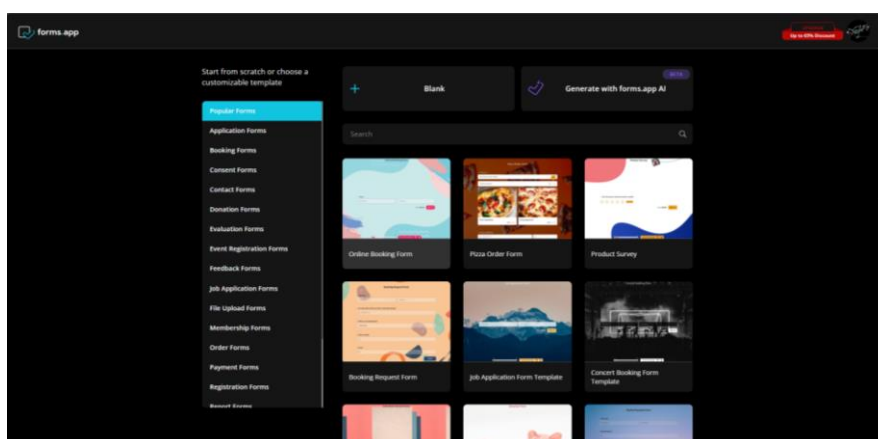 forms.app
Up to 63% Discount
Start from scratch or choose a
customizable template
Blank
BETA
Generate with forms.app AI
Popular Forms
Application Forms
Booking Forms
Consent Forms
Contact Forms
Donation Forms
Evaluation Forms
Event Registration Forms
Feedback Forms
Job Application Forms
File Upload Forms
Membership Forms
Order Forms
Payment Forms
Registration Forms
Report Forms
Search
Online Booking Form
Pizza Order Form
Product Survey
Booking Request Form
Job Application Form Template
Concert Booking Form
Template